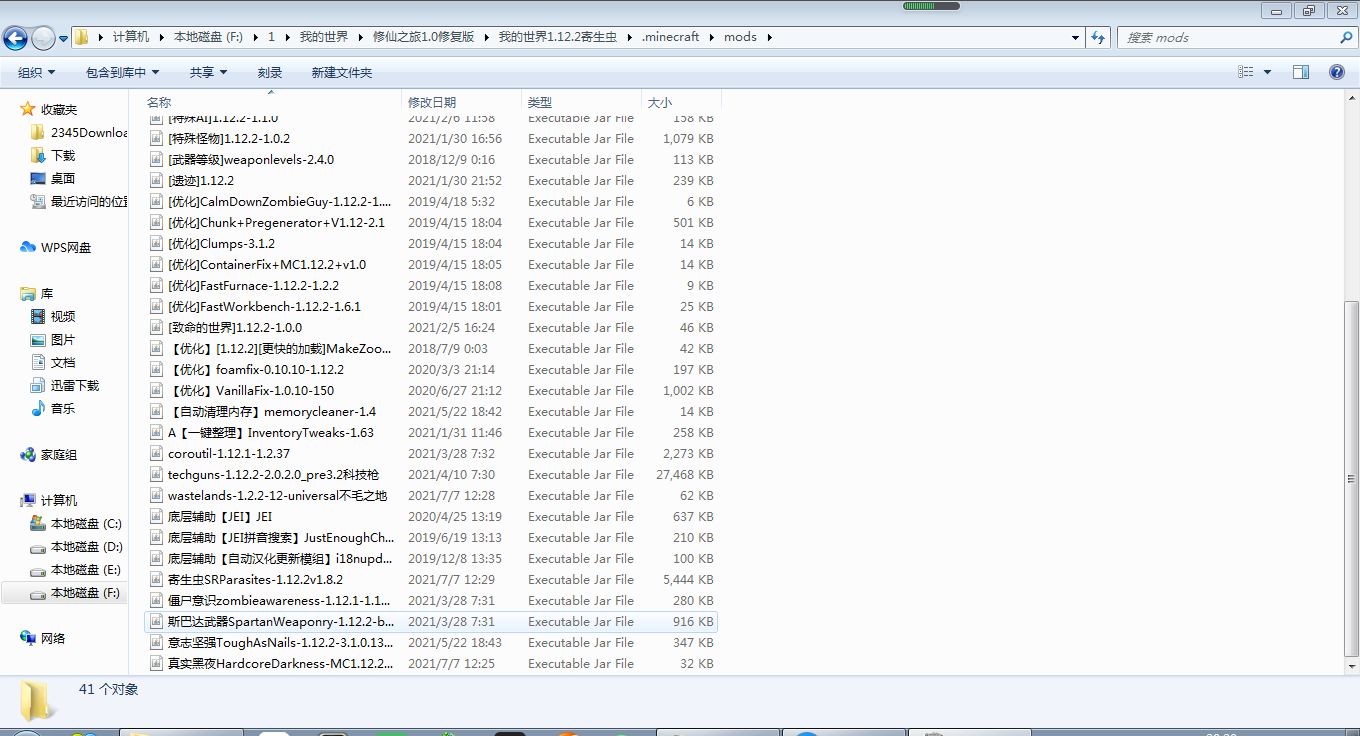 计算机 本地磁盘 (F:) 1 我的世界 修仙之旅1.0修复版 我的世界1.12.2寄生虫 .minecraft mods
搜索 mods
组织 包含到库中 共享 刻录 新建文件夹
名称 修改日期 类型 大小
收藏夹
2345Downloa
下载
桌面
最近访问的位置
WPS网盘
库
视频
图片
文档
迅雷下载
音乐
家庭组
计算机
本地磁盘 (C:)
本地磁盘 (D:)
本地磁盘 (E:)
本地磁盘 (F:)
网络
[特殊AI]1.12.2-1.1.0 2021/2/6 11:58 Executable Jar File 158 KB
[特殊怪物]1.12.2-1.0.2 2021/1/30 16:56 Executable Jar File 1,079 KB
[武器等级]weaponlevels-2.4.0 2018/12/9 0:16 Executable Jar File 113 KB
[遗迹]1.12.2 2021/1/30 21:52 Executable Jar File 239 KB
[优化]CalmDownZombieGuy-1.12.2-1.... 2019/4/18 5:32 Executable Jar File 6 KB
[优化]Chunk+Pregenerator+V1.12-2.1 2019/4/15 18:04 Executable Jar File 501 KB
[优化]Clumps-3.1.2 2019/4/15 18:04 Executable Jar File 14 KB
[优化]ContainerFix+MC1.12.2+v1.0 2019/4/15 18:05 Executable Jar File 14 KB
[优化]FastFurnace-1.12.2-1.2.2 2019/4/15 18:08 Executable Jar File 9 KB
[优化]FastWorkbench-1.12.2-1.6.1 2019/4/15 18:01 Executable Jar File 25 KB
[致命的世界]1.12.2-1.0.0 2021/2/5 16:24 Executable Jar File 46 KB
【优化】[1.12.2][更快的加载]MakeZoo... 2018/7/9 0:03 Executable Jar File 42 KB
【优化】foamfix-0.10.10-1.12.2 2020/3/3 21:14 Executable Jar File 197 KB
【优化】VanillaFix-1.0.10-150 2020/6/27 21:12 Executable Jar File 1,002 KB
【自动清理内存】memorycleaner-1.4 2021/5/22 18:42 Executable Jar File 14 KB
A【一键整理】InventoryTweaks-1.63 2021/1/31 11:46 Executable Jar File 258 KB
coroutil-1.12.1-1.2.37 2021/3/28 7:32 Executable Jar File 2,273 KB
techguns-1.12.2-2.0.2.0_pre3.2科技枪 2021/4/10 7:30 Executable Jar File 27,468 KB
wastelands-1.2.2-12-universal不毛之地 2021/7/7 12:28 Executable Jar File 62 KB
底层辅助【JEI】JEI 2020/4/25 13:19 Executable Jar File 637 KB
底层辅助【JEI拼音搜索】JustEnoughCh... 2019/6/19 13:13 Executable Jar File 210 KB
底层辅助【自动汉化更新模组】i18nupd... 2019/12/8 13:35 Executable Jar File 100 KB
寄生虫SRParasites-1.12.2v1.8.2 2021/7/7 12:29 Executable Jar File 5,444 KB
僵尸意识zombieawareness-1.12.1-1.1... 2021/3/28 7:31 Executable Jar File 280 KB
斯巴达武器SpartanWeaponry-1.12.2-b... 2021/3/28 7:31 Executable Jar File 916 KB
意志坚强ToughAsNails-1.12.2-3.1.0.13... 2021/5/22 18:43 Executable Jar File 347 KB
真实黑夜HardcoreDarkness-MC1.12.2... 2021/7/7 12:25 Executable Jar File 32 KB
41 个对象